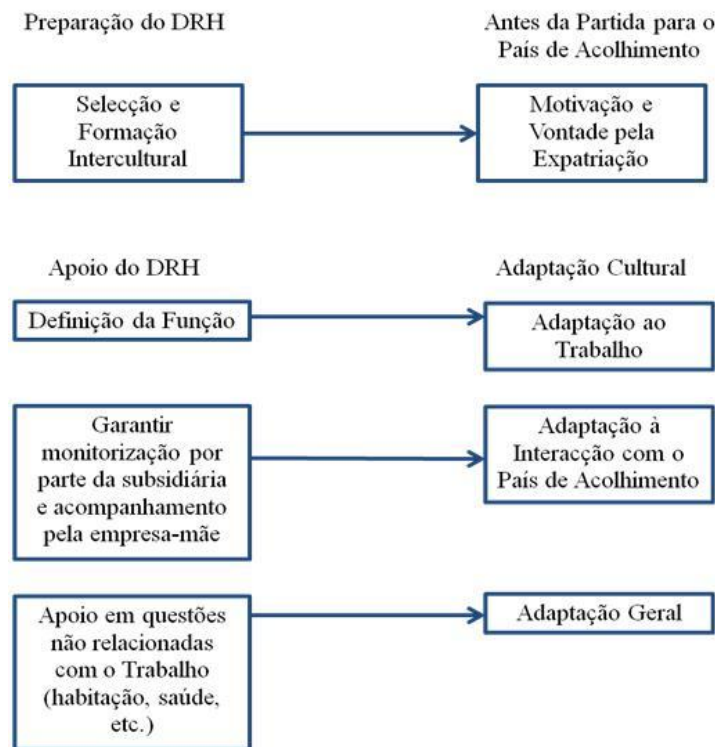 Preparação do DRH
Antes da Partida para o
País de Acolhimento
Selecção e
Formação
Intercultural
Motivação e
Vontade pela
Expatriação
Apoio do DRH
Adaptação Cultural
Definição da Função
Adaptação ao
Trabalho
Garantir
monitorização por
parte da subsidiária
e acompanhamento
pela empresa-mãe
Adaptação à
Interacção com o
País de Acolhimento
Apoio em questões
não relacionadas
com o Trabalho
(habitação, saúde,
etc.)
Adaptação Geral